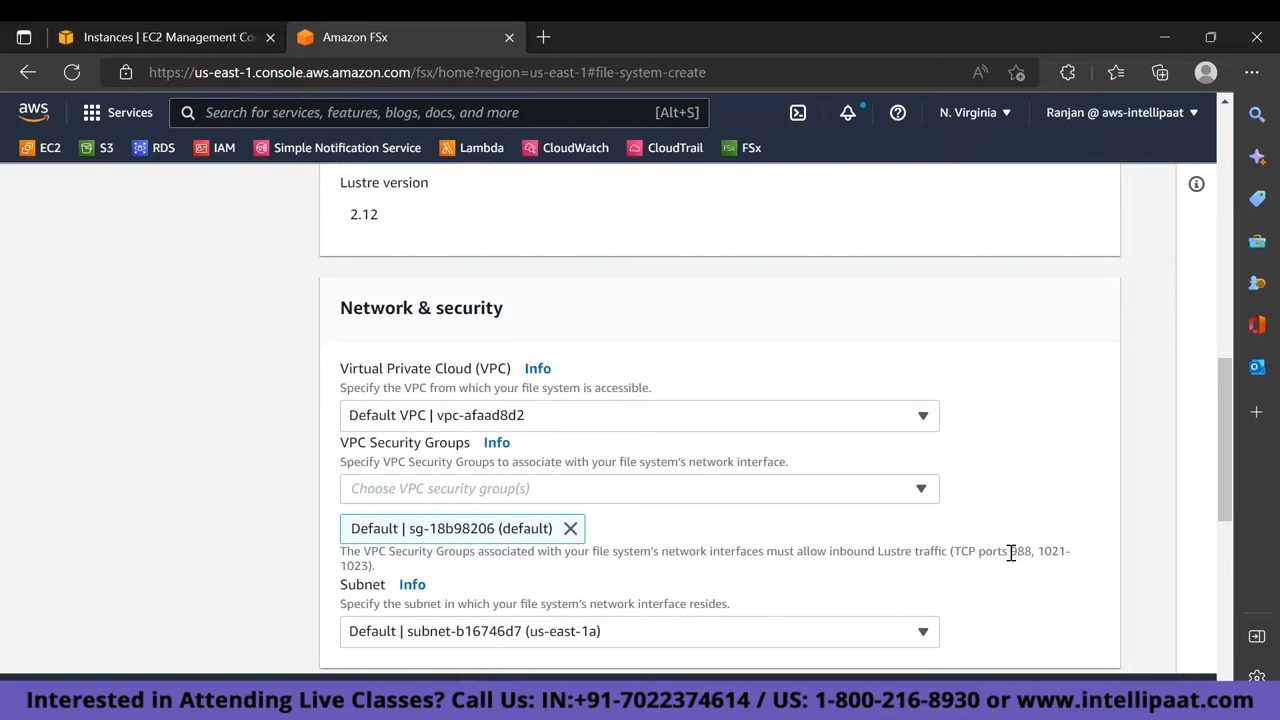 Instances | EC2 Management Co
Amazon FSx
https://us-east-1.console.aws.amazon.com/fsx/home?region=us-east-1#file-system-create
aws
Services
Search for services, features, blogs, docs, and more
[Alt+S]
N. Virginia
Ranjan @ aws-intellipaat
EC2
S3
RDS
IAM
Simple Notification Service
Lambda
CloudWatch
CloudTrail
FSx
Lustre version
2.12
Network & security
Virtual Private Cloud (VPC) Info
Specify the VPC from which your file system is accessible.
Default VPC | vpc-afaad8d2
VPC Security Groups Info
Specify VPC Security Groups to associate with your file system's network interface.
Choose VPC security group(s)
Default | sg-18b98206 (default)
The VPC Security Groups associated with your file system's network interfaces must allow inbound Lustre traffic (TCP ports 988, 1021-
1023).
Subnet Info
Specify the subnet in which your file system's network interface resides.
Default | subnet-b16746d7 (us-east-1a)
Interested in Attending Live Classes? Call Us: IN:+91-7022374614 / US: 1-800-216-8930 or www.intellipaat.com